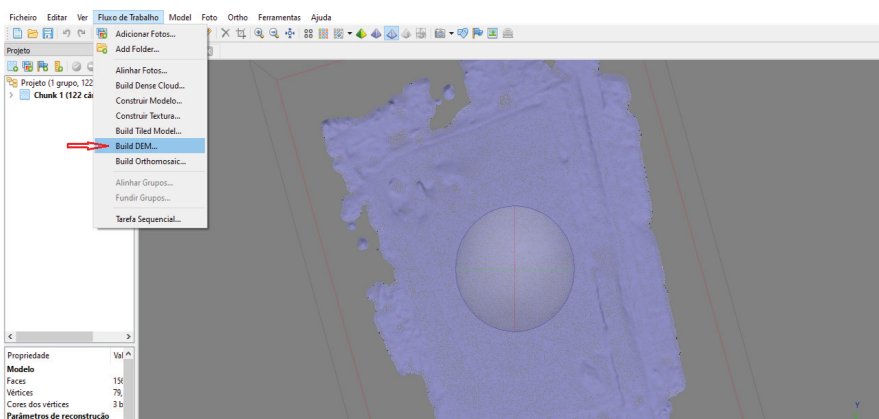 Ficheiro Editar Ver Fluxo de Trabalho Model Foto Ortho Ferramentas Ajuda
Adicionar Fotos...
Projeto
Add Folder...
Alinhar Fotos...
Projeto (1 grupo, 122
Build Dense Cloud...
Chunk 1 (122 câ
Construir Modelo...
Construir Textura...
Build Tiled Model...
Build DEM...
Build Orthomosaic...
Alinhar Grupos...
Fundir Grupos...
Tarefa Sequencial...
Propriedade Val
Modelo
Faces 156
Vértices 79,
Cores dos vértices 3 b
Parâmetros de reconstrução
Y